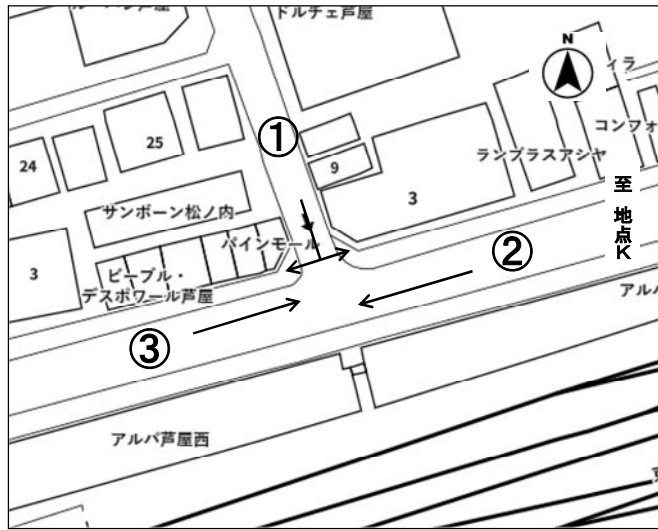 ドルチェ芦屋
N
ィラ
コンフォ
①
25
24
9
ランプラスアシヤ
3
サンボーン松ノ内
至 地点K
パインモール
②
3
ピープル・
デスポワール芦屋
アルパ
③
アルパ芦屋西